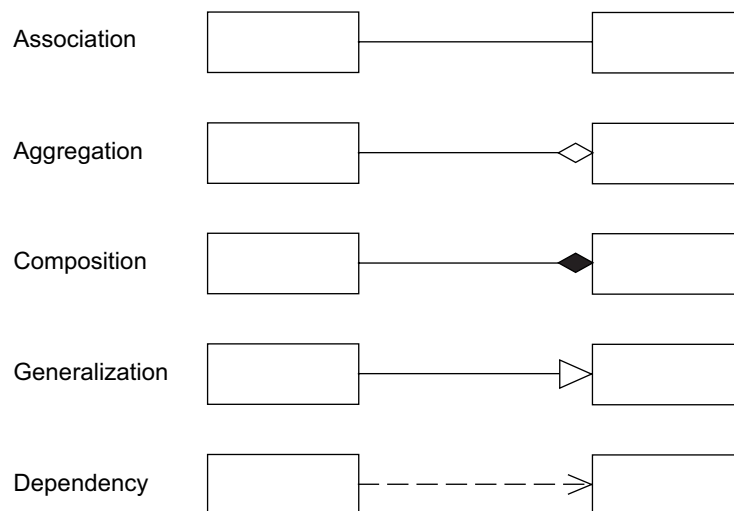 Association
Aggregation
Composition
Generalization
Dependency